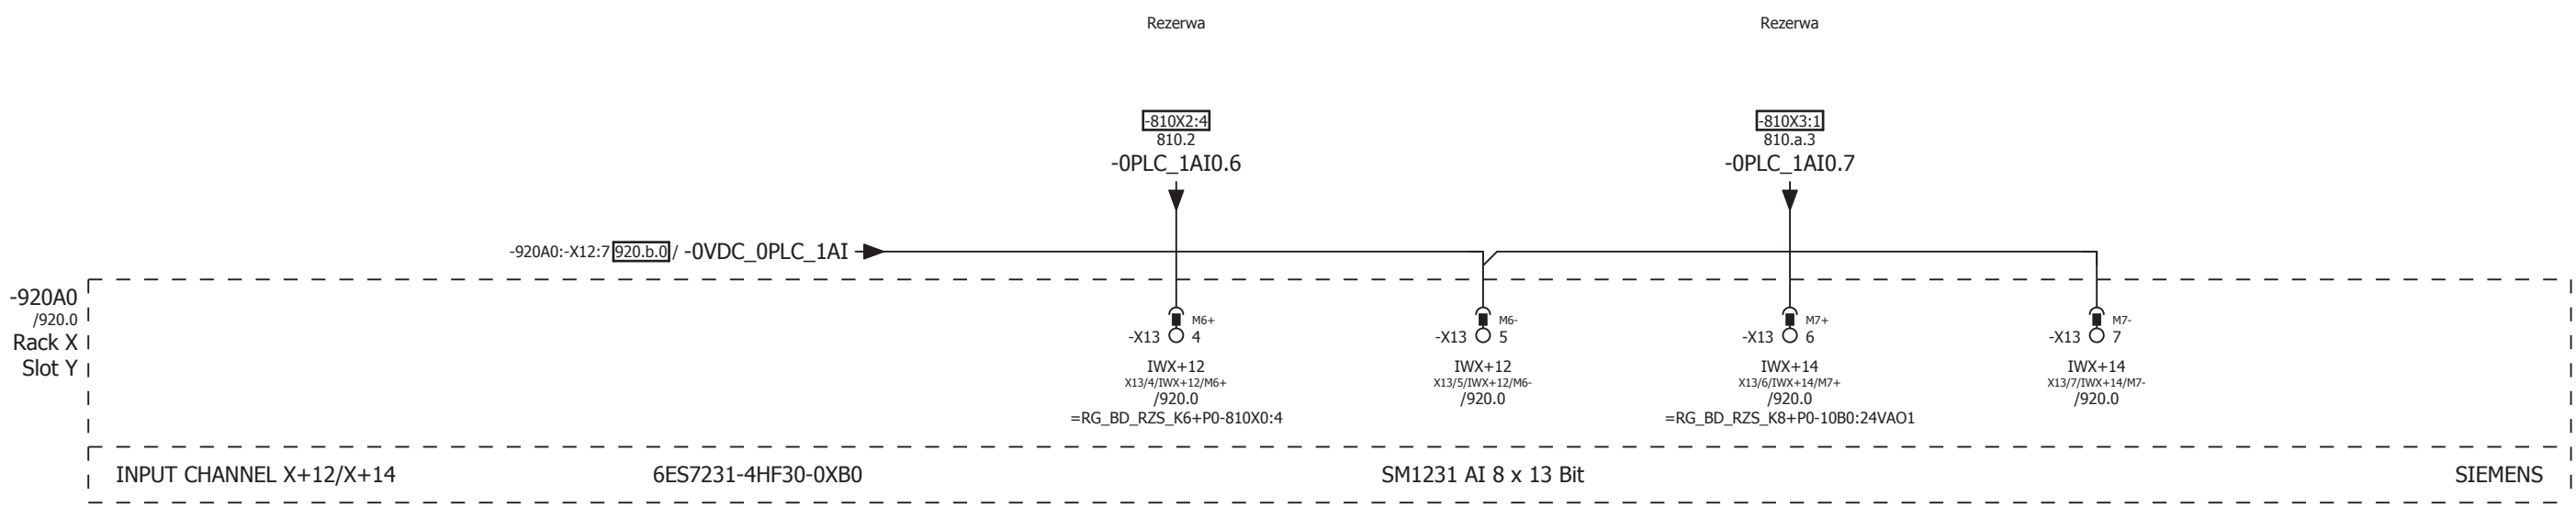 Rezerwa
Rezerwa
-810X2:4
810.2
-0PLC_1AI0.6
-810X3:1
810.a.3
-0PLC_1AI0.7
-920A0:-X12:7 920.b.0 / -0VDC_0PLC_1AI
-920A0
/920.0
Rack X
Slot Y
M6+
-X13 4
IWX+12
X13/4/IWX+12/M6+
/920.0
=RG_BD_RZS_K6+P0-810X0:4
M6-
-X13 5
IWX+12
X13/5/IWX+12/M6-
/920.0
M7+
-X13 6
IWX+14
X13/6/IWX+14/M7+
/920.0
=RG_BD_RZS_K8+P0-10B0:24VAO1
M7-
-X13 7
IWX+14
X13/7/IWX+14/M7-
/920.0
INPUT CHANNEL X+12/X+14
6ES7231-4HF30-0XB0
SM1231 AI 8 x 13 Bit
SIEMENS